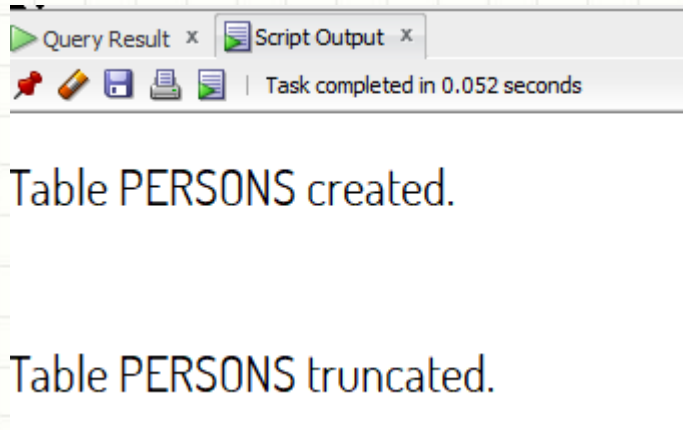 Query Result x Script Output x
Task completed in 0.052 seconds
Table PERSONS created.
Table PERSONS truncated.